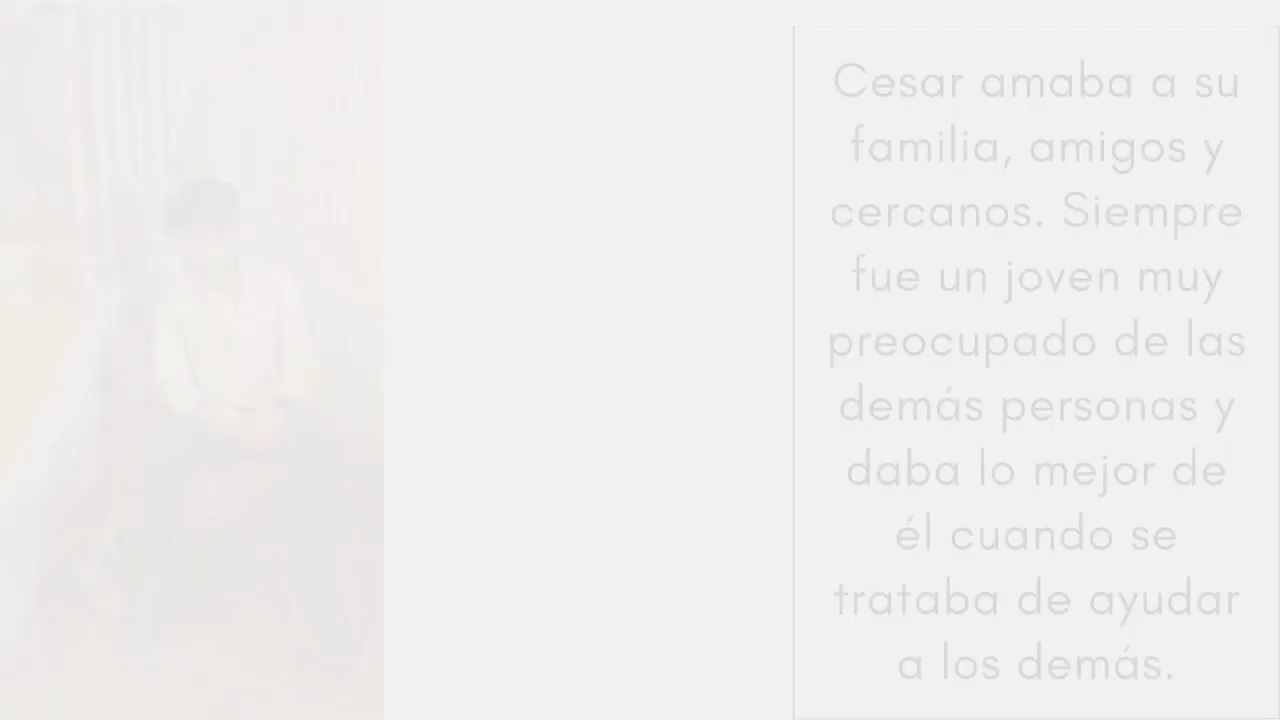 Cesar amaba a su
familia, amigos y
cercanos. Siempre
fue un joven muy
preocupado de las
demás personas y
daba lo mejor de
él cuando se
trataba de ayudar
a los demás.